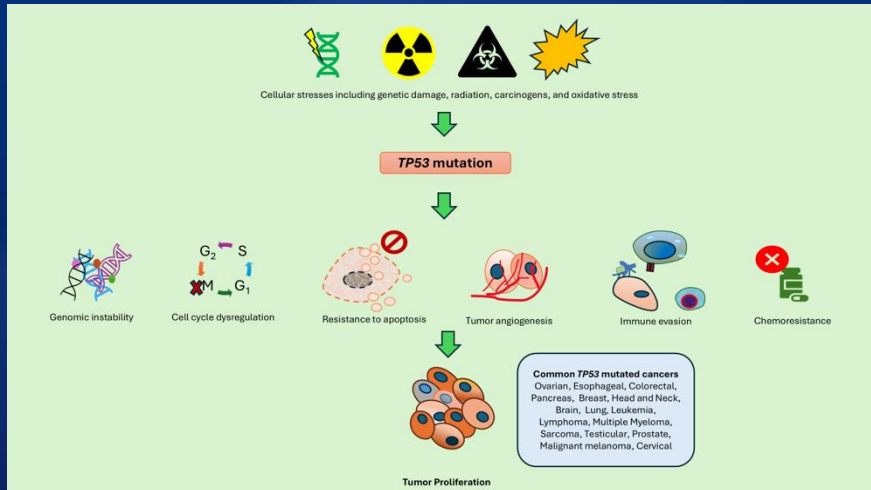 Cellular stresses including genetic damage, radiation, carcinogens, and oxidative stress
TP53 mutation
G₂ S
M G₁
Genomic instability
Cell cycle dysregulation
Resistance to apoptosis
Tumor angiogenesis
Immune evasion
Chemoresistance
Common TP53 mutated cancers
Ovarian, Esophageal, Colorectal,
Pancreas, Breast, Head and Neck,
Brain, Lung, Leukemia,
Lymphoma, Multiple Myeloma,
Sarcoma, Testicular, Prostate,
Malignant melanoma, Cervical
Tumor Proliferation